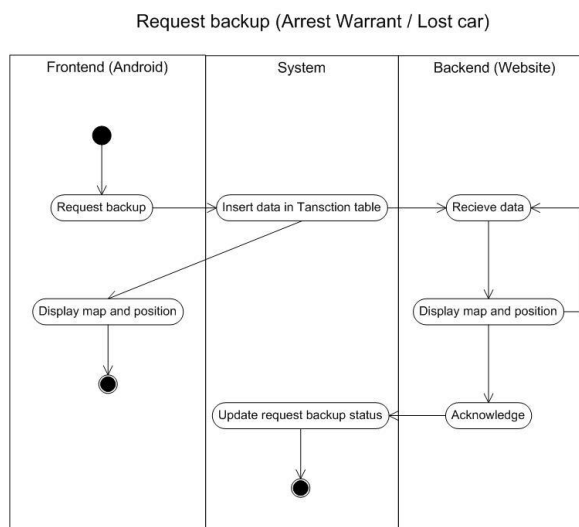 Request backup (Arrest Warrant / Lost car)
Frontend (Android)
System
Backend (Website)
Request backup
Insert data in Tansction table
Recieve data
Display map and position
Display map and position
Update request backup status
Acknowledge